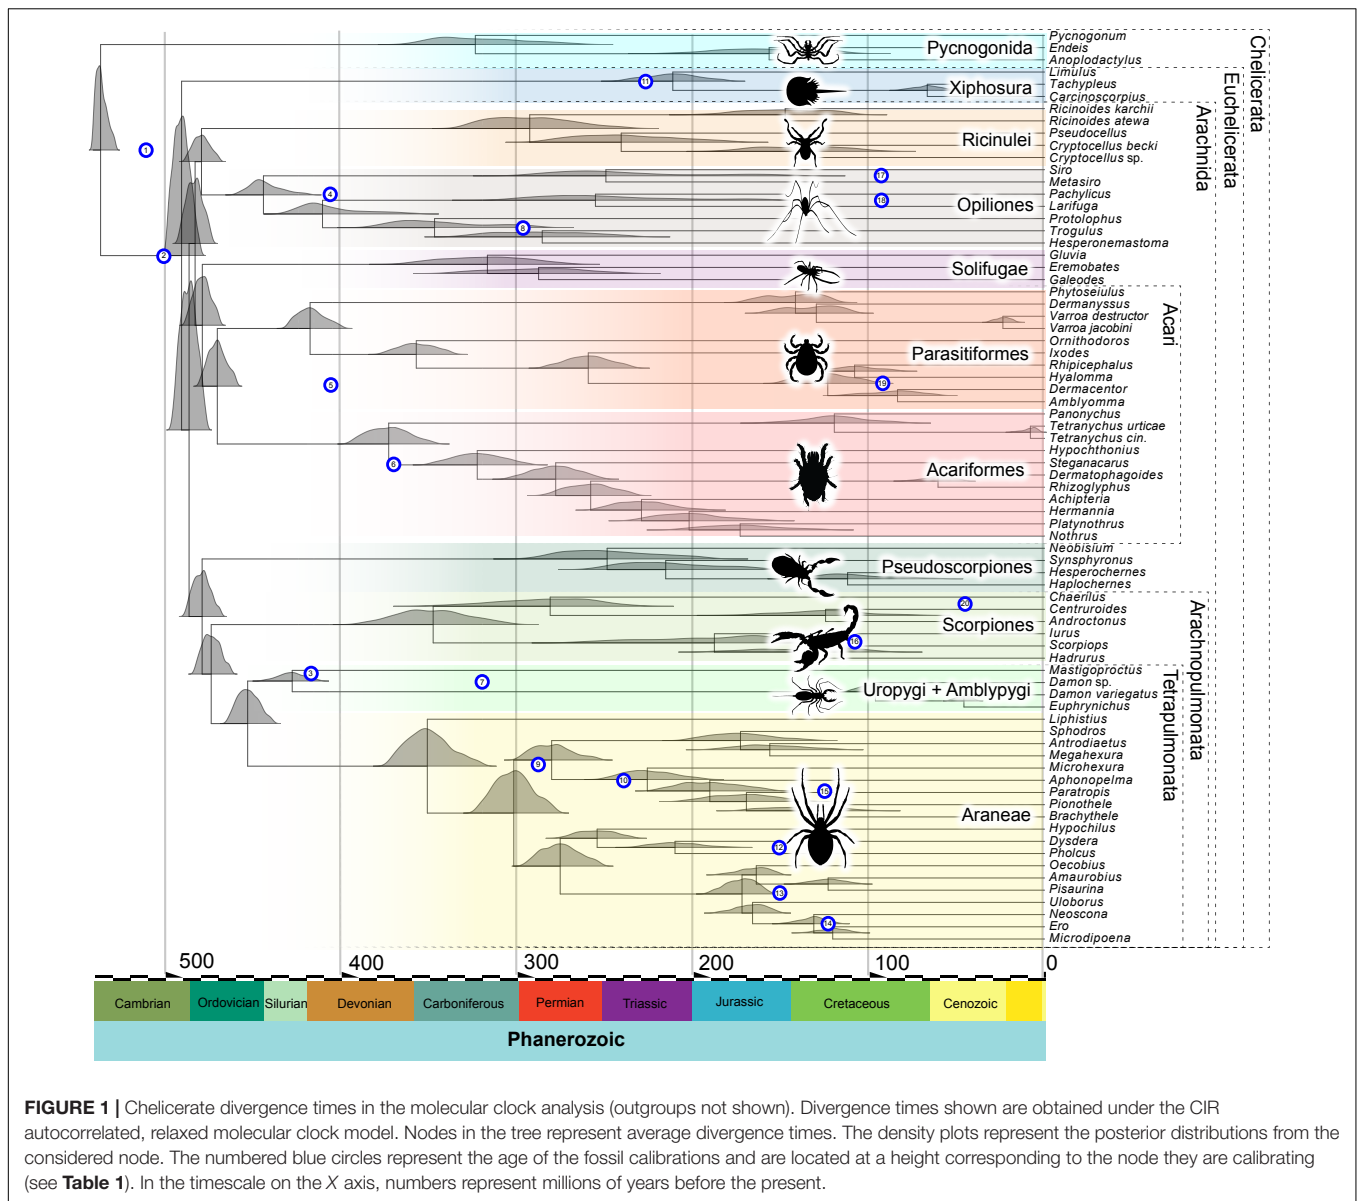 Pycnogonum
Endeis
Anoplodactylus
Pycnogonida
Limulus
Tachypleus
Carcinoscorpius
Xiphosura
Ricinoides karchii
Ricinoides atewa
Pseudocellus
Cryptocellus becki
Cryptocellus sp.
Ricinulei
Siro
Metasiro
Pachylicus
Larifuga
Protolophus
Trogulus
Hesperonemastoma
Opiliones
Gluvia
Eremobates
Galeodes
Solifugae
Phytoseiulus
Dermanyssus
Varroa destructor
Varroa jacobini
Ornithodoros
Ixodes
Rhipicephalus
Hyalomma
Dermacentor
Amblyomma
Parasitiformes
Panonychus
Tetranychus urticae
Tetranychus cin.
Hypochthonius
Steganacarus
Dermatophagoides
Rhizoglyphus
Achipteria
Hermannia
Platynothrus
Nothrus
Acariformes
Neobisium
Synsphyronus
Hesperochernes
Haplochernes
Pseudoscorpiones
Chaerilus
Centruroides
Androctonus
Iurus
Scorpiops
Hadrurus
Scorpiones
Mastigoproctus
Damon sp.
Damon variegatus
Euphrynichus
Uropygi + Amblypygi
Liphistius
Sphodros
Antrodiaetus
Megahexura
Microhexura
Aphonopelma
Paratropis
Pionothele
Brachythele
Hypochilus
Dysdera
Pholcus
Oecobius
Amaurobius
Pisaurina
Uloborus
Neoscona
Ero
Microdipoena
Araneae
Chelicerata
Euchelicerata
Arachnida
Acari
Arachnopulmonata
Tetrapulmonata
1
2
3
4
5
6
7
8
9
10
11
12
13
14
15
16
17
18
19
20
500 400 300 200 100 0
Cambrian Ordovician Silurian Devonian Carboniferous Permian Triassic Jurassic Cretaceous Cenozoic
Phanerozoic
FIGURE 1 | Chelicerate divergence times in the molecular clock analysis (outgroups not shown). Divergence times shown are obtained under the CIR
autocorrelated, relaxed molecular clock model. Nodes in the tree represent average divergence times. The density plots represent the posterior distributions from the
considered node. The numbered blue circles represent the age of the fossil calibrations and are located at a height corresponding to the node they are calibrating
(see Table 1). In the timescale on the X axis, numbers represent millions of years before the present.